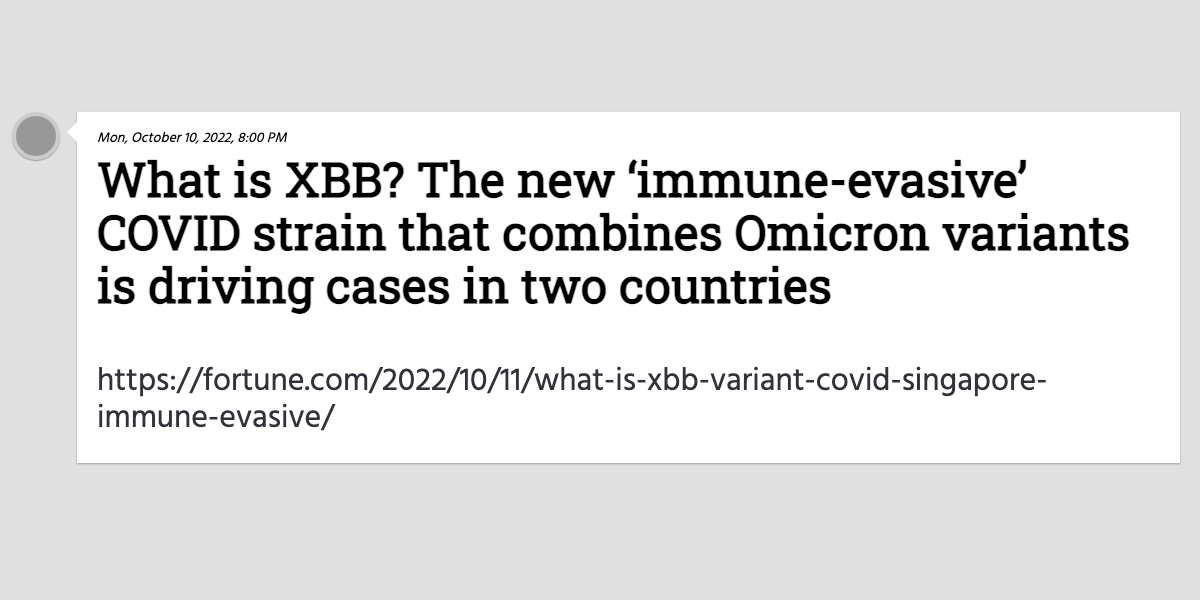 Mon, October 10, 2022, 8:00 PM
What is XBB? The new ‘immune-evasive’
COVID strain that combines Omicron variants
is driving cases in two countries
https://fortune.com/2022/10/11/what-is-xbb-variant-covid-singapore-
immune-evasive/